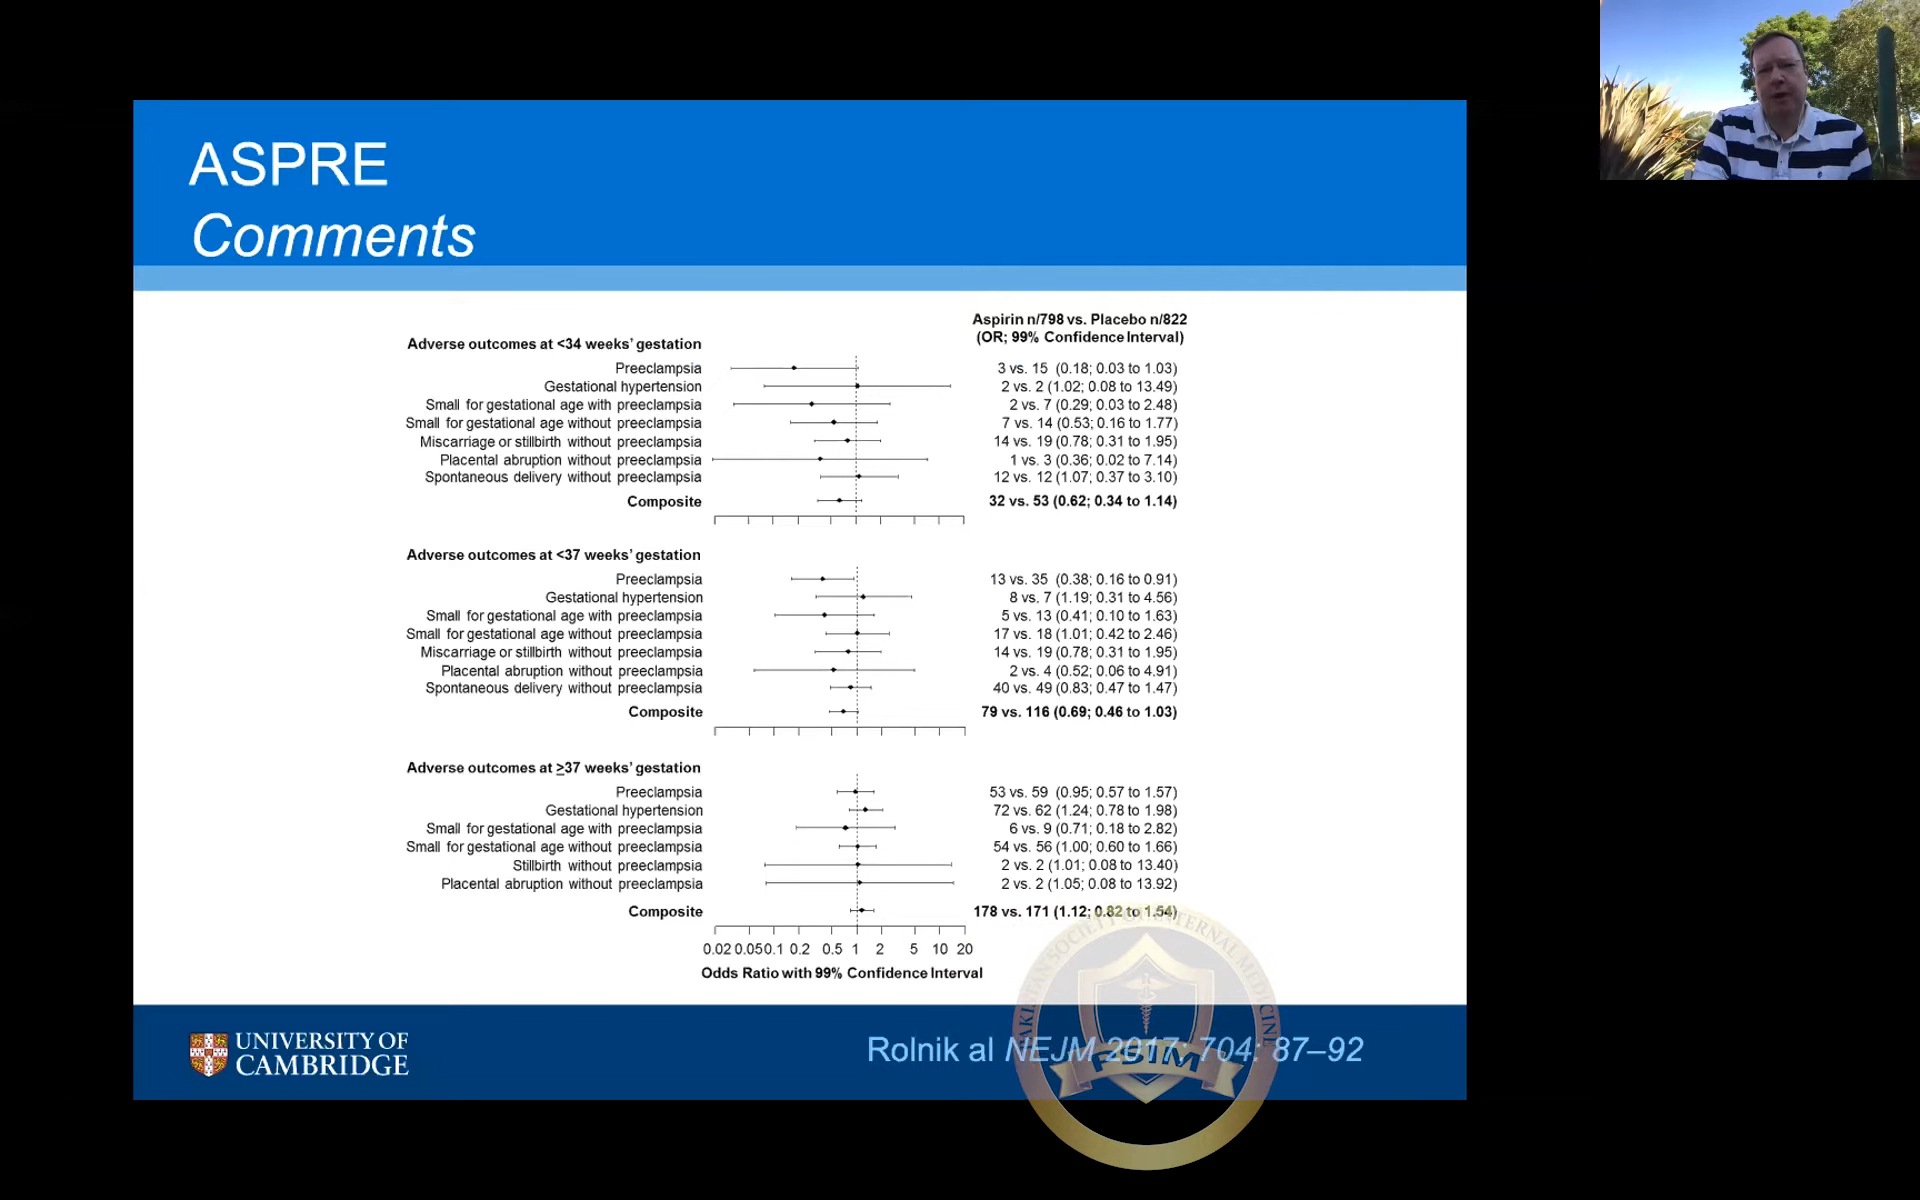 ASPRE
Comments
Aspirin n/798 vs. Placebo n/822
(OR; 99% Confidence Interval)
Adverse outcomes at <34 weeks' gestation
Preeclampsia 3 vs. 15 (0.18; 0.03 to 1.03)
Gestational hypertension 2 vs. 2 (1.02; 0.08 to 13.49)
Small for gestational age with preeclampsia 2 vs. 7 (0.29; 0.03 to 2.48)
Small for gestational age without preeclampsia 7 vs. 14 (0.53; 0.16 to 1.77)
Miscarriage or stillbirth without preeclampsia 14 vs. 19 (0.78; 0.31 to 1.95)
Placental abruption without preeclampsia 1 vs. 3 (0.36; 0.02 to 7.14)
Spontaneous delivery without preeclampsia 12 vs. 12 (1.07; 0.37 to 3.10)
Composite 32 vs. 53 (0.62; 0.34 to 1.14)
Adverse outcomes at <37 weeks' gestation
Preeclampsia 13 vs. 35 (0.38; 0.16 to 0.91)
Gestational hypertension 8 vs. 7 (1.19; 0.31 to 4.56)
Small for gestational age with preeclampsia 5 vs. 13 (0.41; 0.10 to 1.63)
Small for gestational age without preeclampsia 17 vs. 18 (1.01; 0.42 to 2.46)
Miscarriage or stillbirth without preeclampsia 14 vs. 19 (0.78; 0.31 to 1.95)
Placental abruption without preeclampsia 2 vs. 4 (0.52; 0.06 to 4.91)
Spontaneous delivery without preeclampsia 40 vs. 49 (0.83; 0.47 to 1.47)
Composite 79 vs. 116 (0.69; 0.46 to 1.03)
Adverse outcomes at ≥37 weeks' gestation
Preeclampsia 53 vs. 59 (0.95; 0.57 to 1.57)
Gestational hypertension 72 vs. 62 (1.24; 0.78 to 1.98)
Small for gestational age with preeclampsia 6 vs. 9 (0.71; 0.18 to 2.82)
Small for gestational age without preeclampsia 54 vs. 56 (1.00; 0.60 to 1.66)
Stillbirth without preeclampsia 2 vs. 2 (1.01; 0.08 to 13.40)
Placental abruption without preeclampsia 2 vs. 2 (1.05; 0.08 to 13.92)
Composite 178 vs. 171 (1.12; 0.82 to 1.54)
0.02 0.05 0.1 0.2 0.5 1 2 5 10 20
Odds Ratio with 99% Confidence Interval
UNIVERSITY OF
CAMBRIDGE
Rolnik al NEJM 2017; 704: 87–92
PAKISTAN SOCIETY OF INTERNAL MEDICINE
PSIM